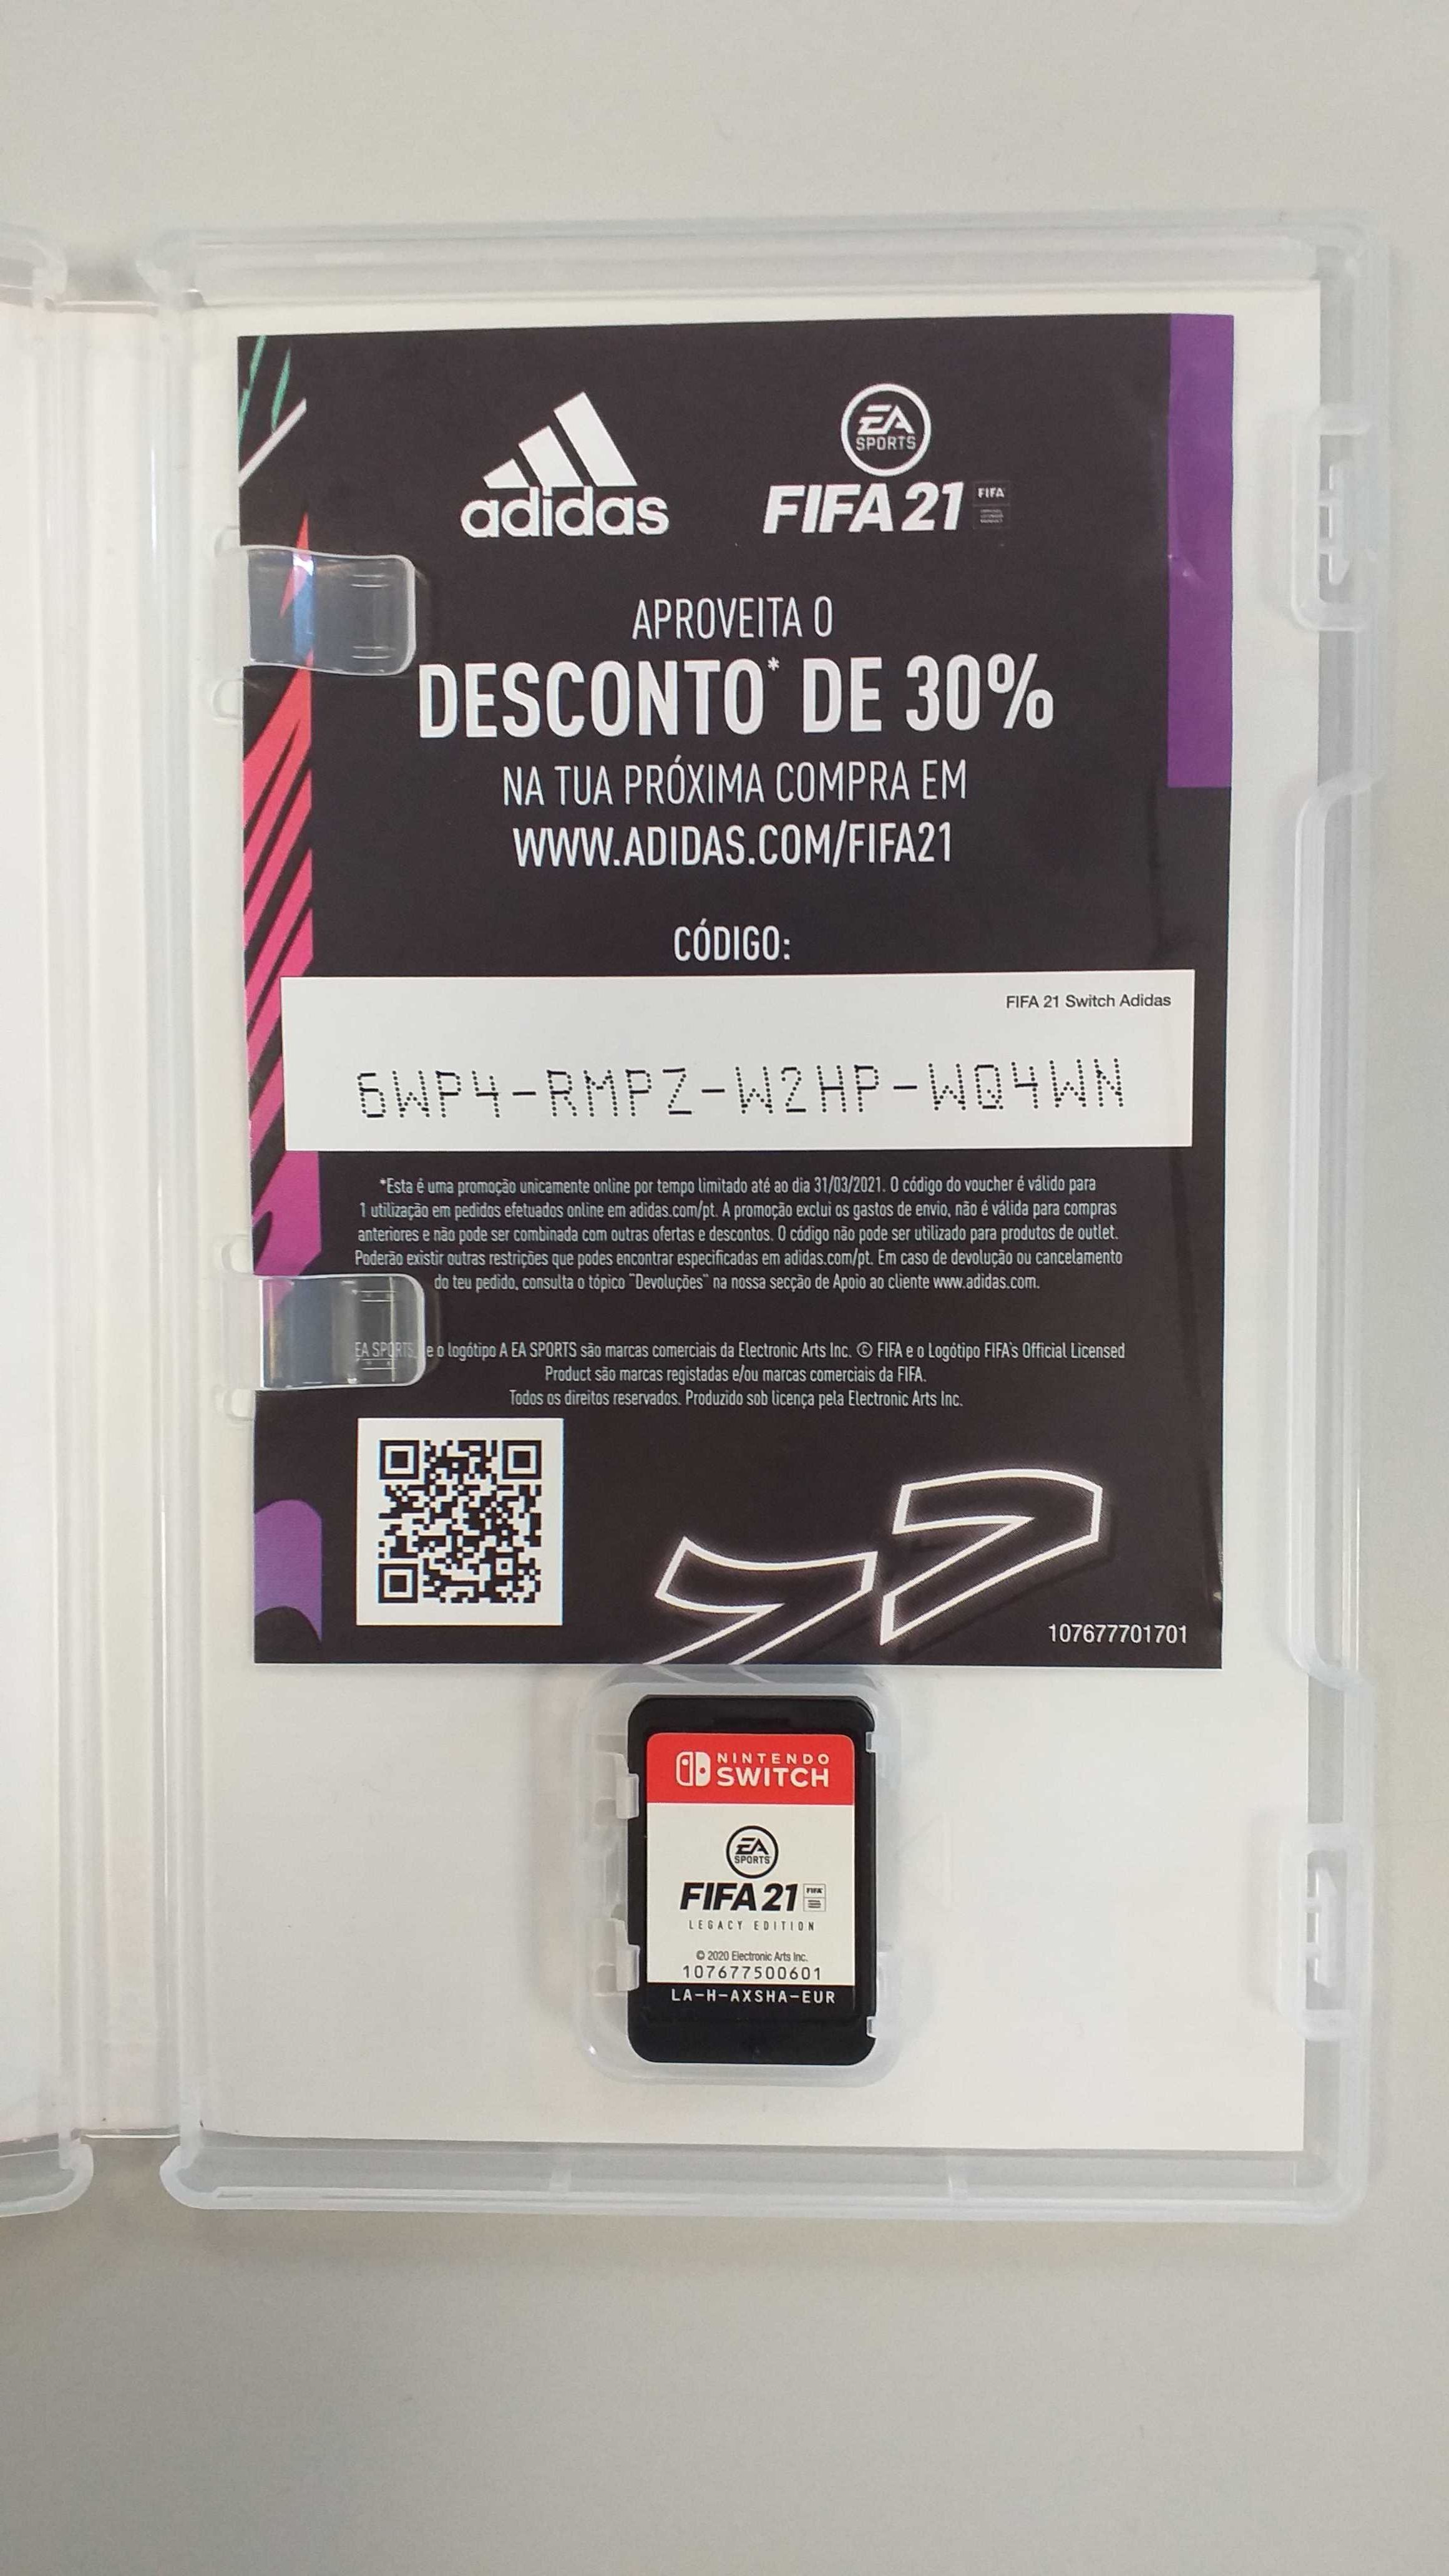 adidas
EA
SPORTS
FIFA 21
FIFA
APROVEITA O
DESCONTO* DE 30%
NA TUA PRÓXIMA COMPRA EM
WWW.ADIDAS.COM/FIFA21
CÓDIGO:
FIFA 21 Switch Adidas
6WP4-RMPZ-W2HP-WQ4WN
*Esta é uma promoção unicamente online por tempo limitado até ao dia 31/03/2021. O código do voucher é válido para
1 utilização em pedidos efetuados online em adidas.com/pt. A promoção exclui os gastos de envio, não é válida para compras
anteriores e não pode ser combinada com outras ofertas e descontos. O código não pode ser utilizado para produtos de outlet.
Poderão existir outras restrições que podes encontrar especificadas em adidas.com/pt. Em caso de devolução ou cancelamento
do teu pedido, consulta o tópico "Devoluções" na nossa secção de Apoio ao cliente www.adidas.com.
EA SPORTS e o logótipo A EA SPORTS são marcas comerciais da Electronic Arts Inc. © FIFA e o Logótipo FIFA's Official Licensed
Product são marcas registadas e/ou marcas comerciais da FIFA.
Todos os direitos reservados. Produzido sob licença pela Electronic Arts Inc.
107677701701
NINTENDO
SWITCH
EA
SPORTS
FIFA 21
FIFA
LEGACY EDITION
© 2020 Electronic Arts Inc.
107677500601
LA-H-AXSHA-EUR